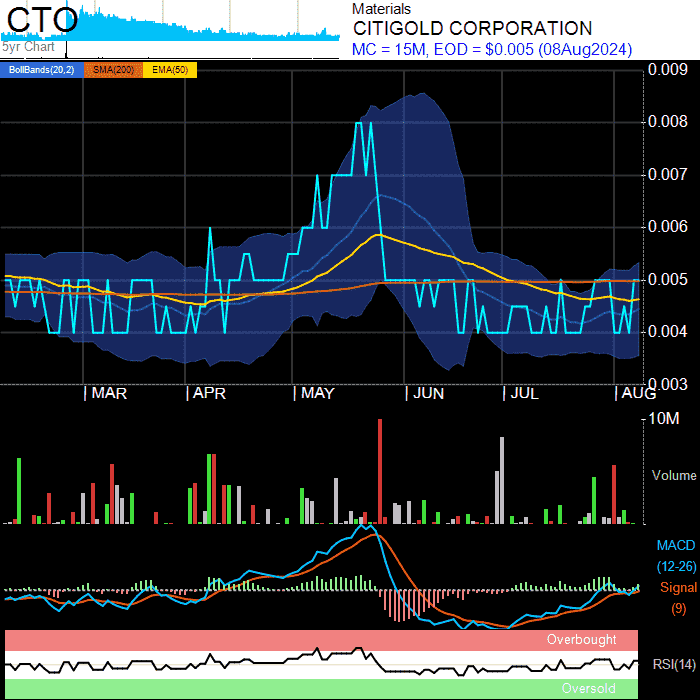 CTO
5yr Chart
Materials
CITIGOLD CORPORATION
MC = 15M, EOD = $0.005 (08Aug2024)
BollBands(20,2) SMA(200) EMA(50)
0.009
0.008
0.007
0.006
0.005
0.004
0.003
| MAR | APR | MAY | JUN | JUL | AUG
10M
Volume
MACD
(12-26)
Signal
(9)
Overbought
RSI(14)
Oversold